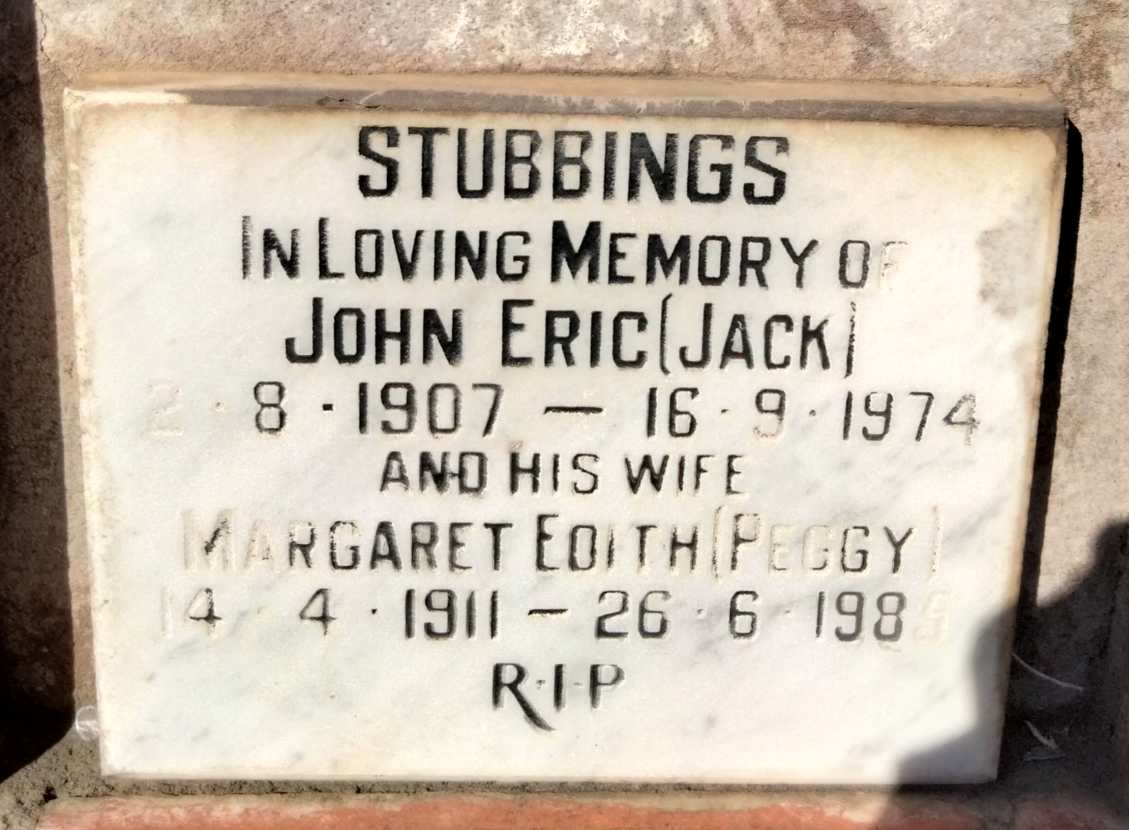 STUBBINGS
IN LOVING MEMORY OF
JOHN ERIC (JACK)
2 · 8 · 1907 — 16 · 9 · 1974
AND HIS WIFE
MARGARET EDITH (PEGGY)
14 · 4 · 1911 – 26 · 6 ·
R·I·P